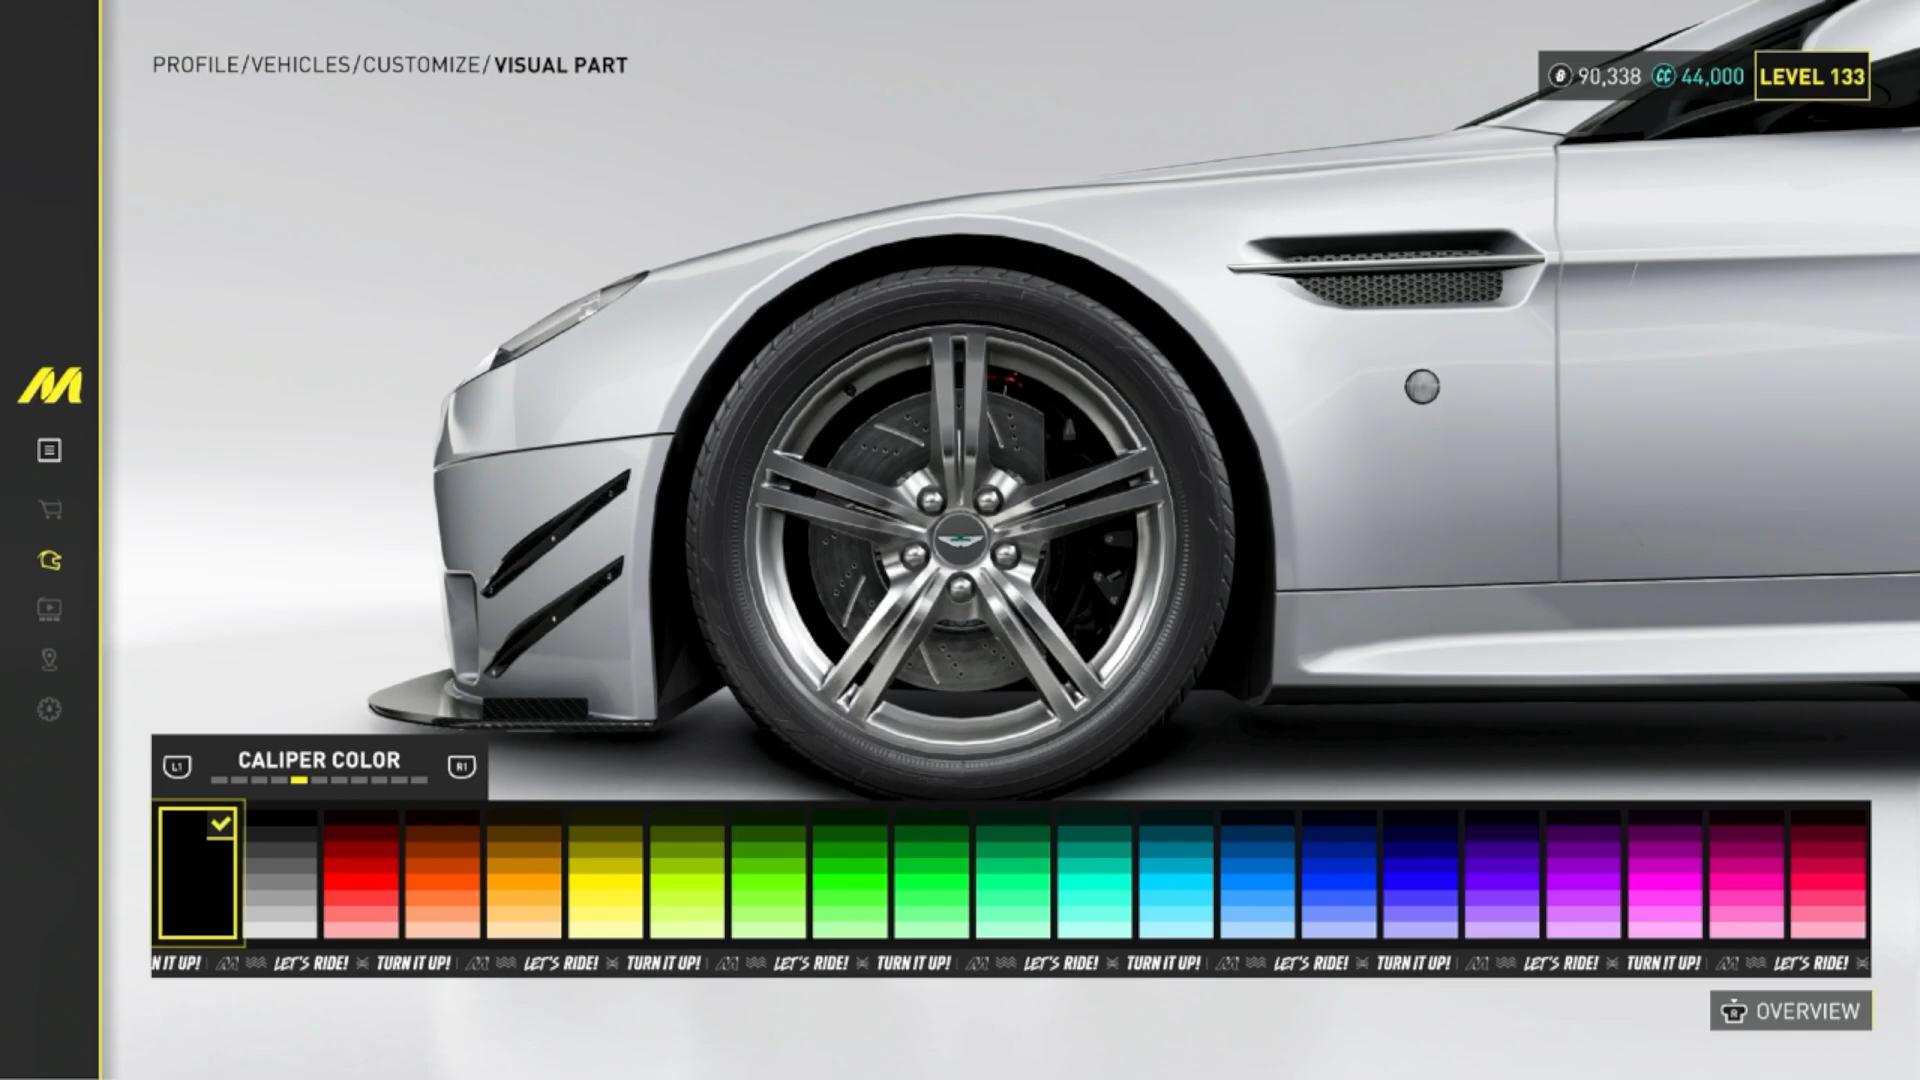 PROFILE/VEHICLES/CUSTOMIZE/VISUAL PART
90,338 CC 44,000 LEVEL 133
L1 CALIPER COLOR R1
N IT UP! LET'S RIDE! TURN IT UP! LET'S RIDE! TURN IT UP! LET'S RIDE! TURN IT UP! LET'S RIDE! TURN IT UP! LET'S RIDE! TURN IT UP! LET'S RIDE! TURN IT UP! LET'S RIDE!
R OVERVIEW